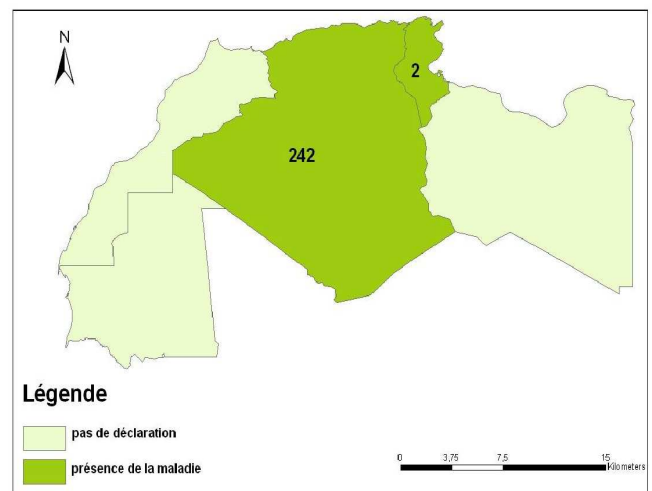 N
2
242
Légende
pas de déclaration
présence de la maladie
0 3,75 7,5 15
Kilometers